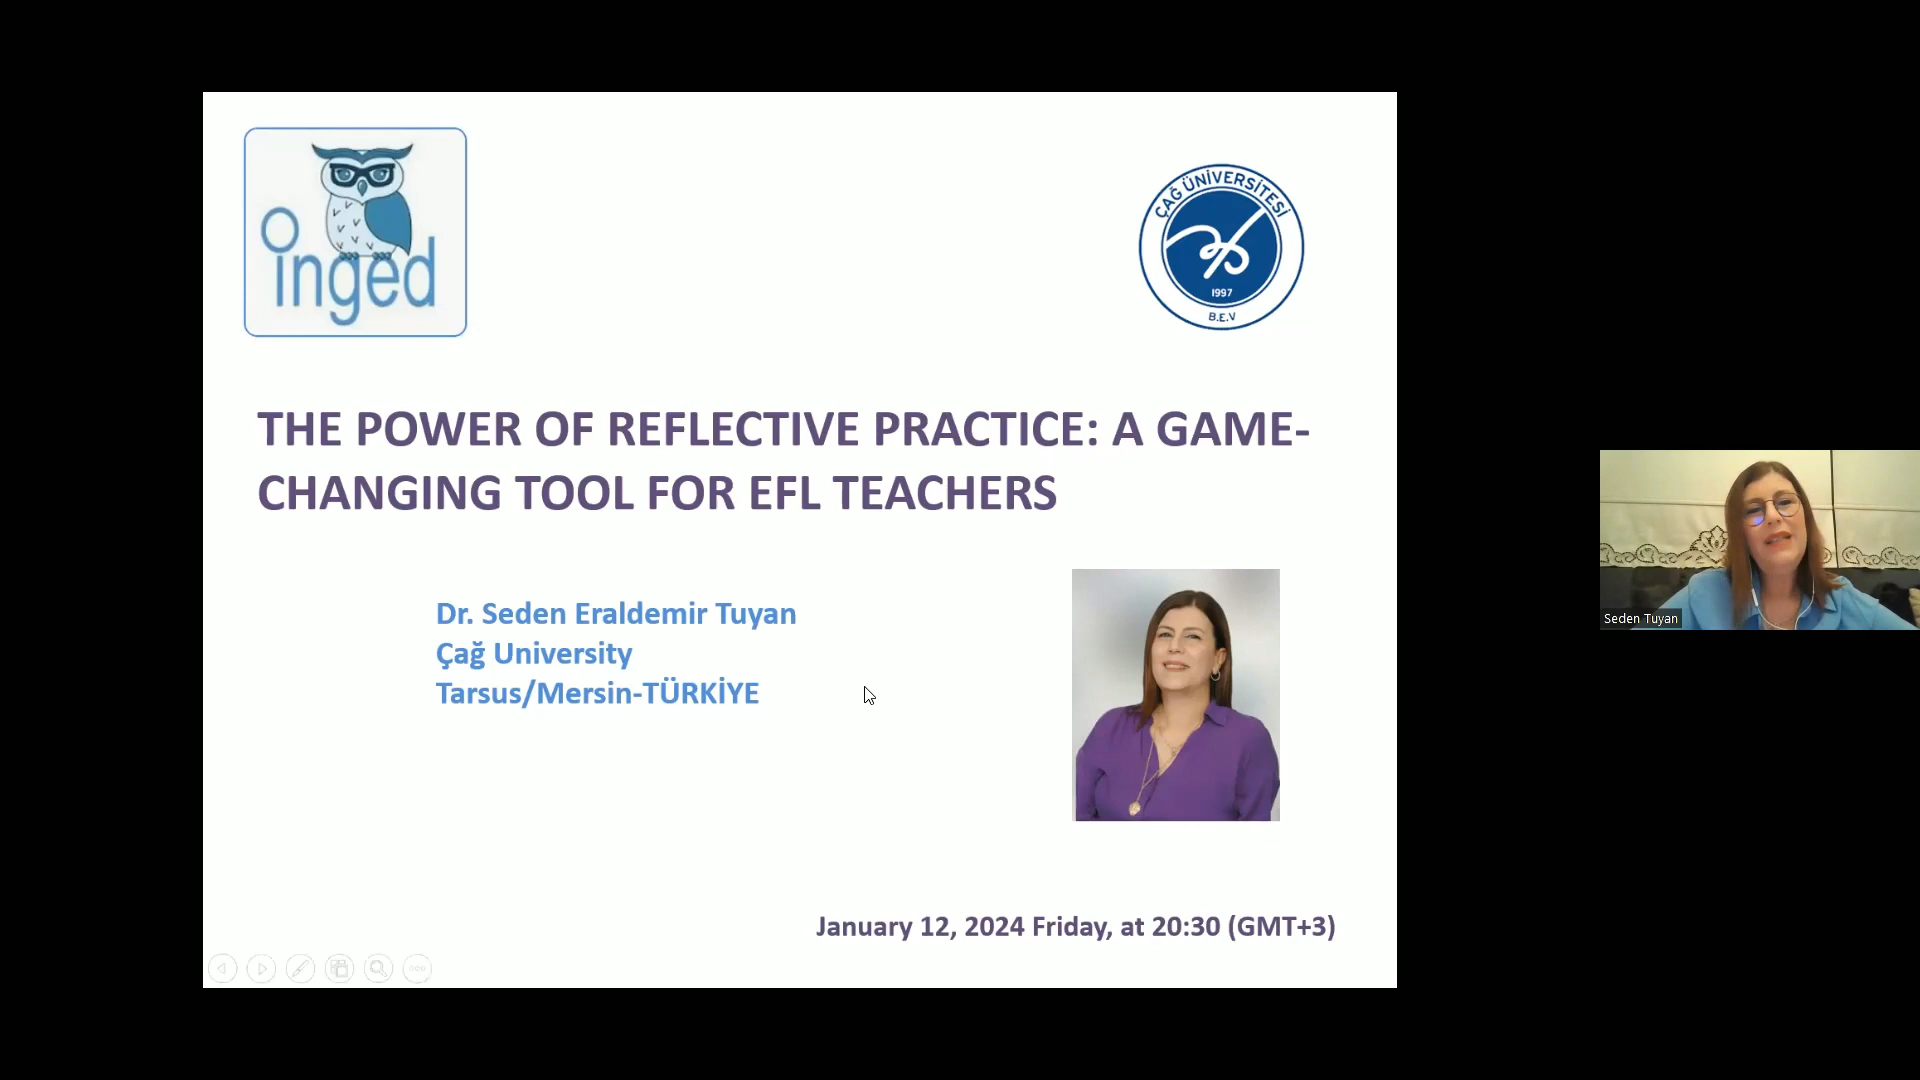 inged
ÇAĞ ÜNİVERSİTESİ
1997
B.E.V
THE POWER OF REFLECTIVE PRACTICE: A GAME-
CHANGING TOOL FOR EFL TEACHERS
Dr. Seden Eraldemir Tuyan
Çağ University
Tarsus/Mersin-TÜRKİYE
Seden Tuyan
January 12, 2024 Friday, at 20:30 (GMT+3)